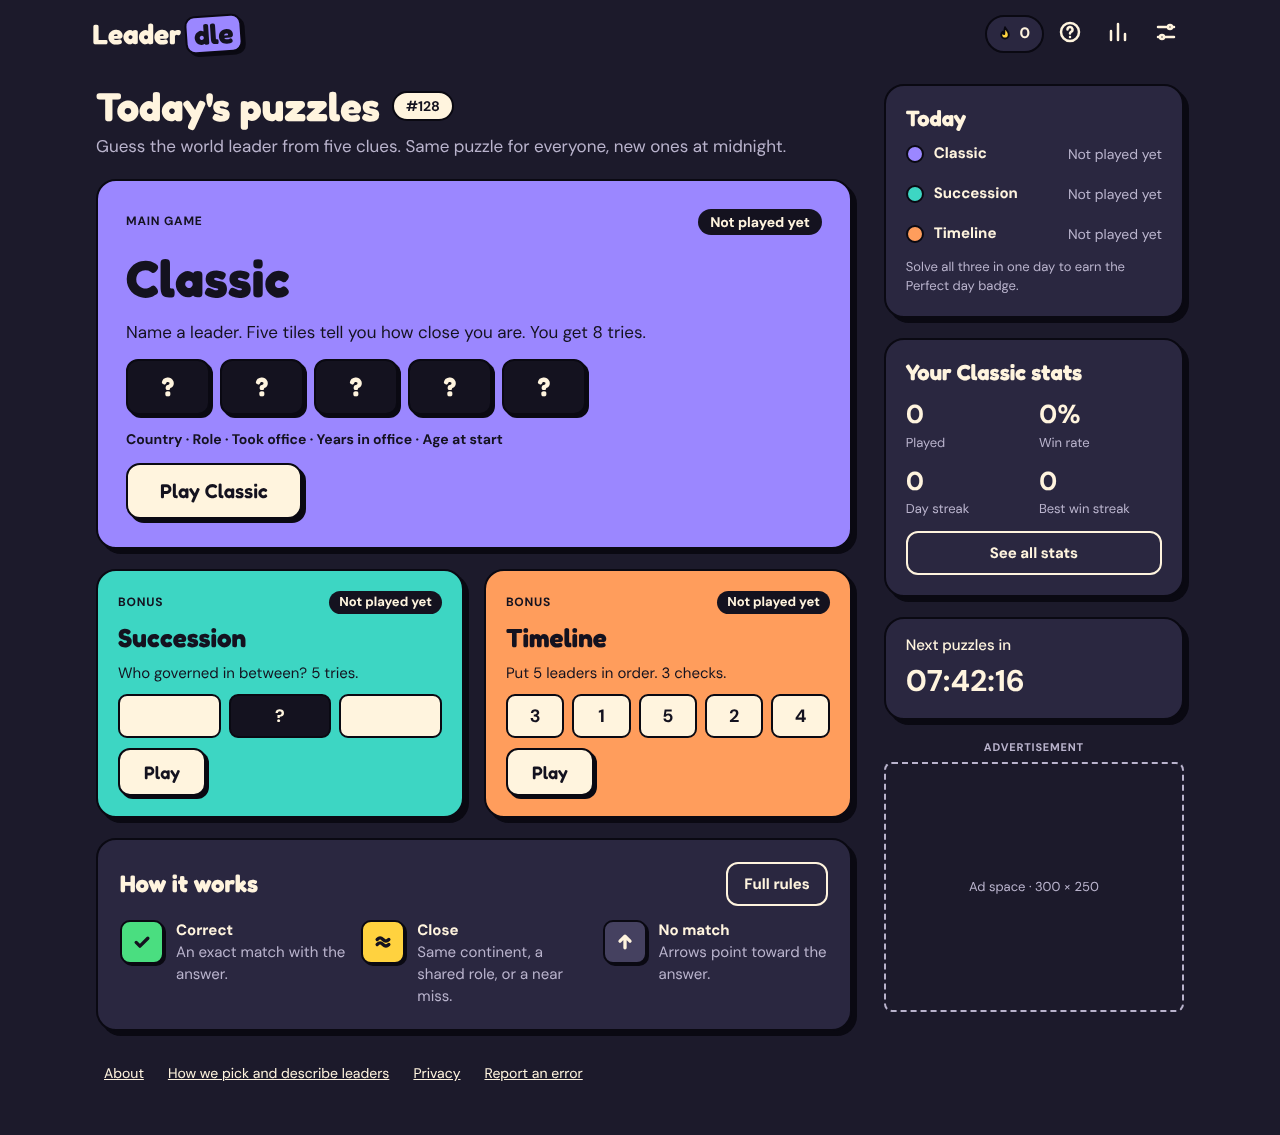 Leader dle
0
Today's puzzles #128
Guess the world leader from five clues. Same puzzle for everyone, new ones at midnight.
MAIN GAME
Not played yet
Classic
Name a leader. Five tiles tell you how close you are. You get 8 tries.
? ? ? ? ?
Country · Role · Took office · Years in office · Age at start
Play Classic
BONUS
Not played yet
Succession
Who governed in between? 5 tries.
?
Play
BONUS
Not played yet
Timeline
Put 5 leaders in order. 3 checks.
3 1 5 2 4
Play
How it works
Full rules
Correct
An exact match with the
answer.
≈
Close
Same continent, a
shared role, or a near
miss.
No match
Arrows point toward the
answer.
Today
Classic Not played yet
Succession Not played yet
Timeline Not played yet
Solve all three in one day to earn the
Perfect day badge.
Your Classic stats
0 0%
Played Win rate
0 0
Day streak Best win streak
See all stats
Next puzzles in
07:42:16
ADVERTISEMENT
Ad space · 300 × 250
About How we pick and describe leaders Privacy Report an error